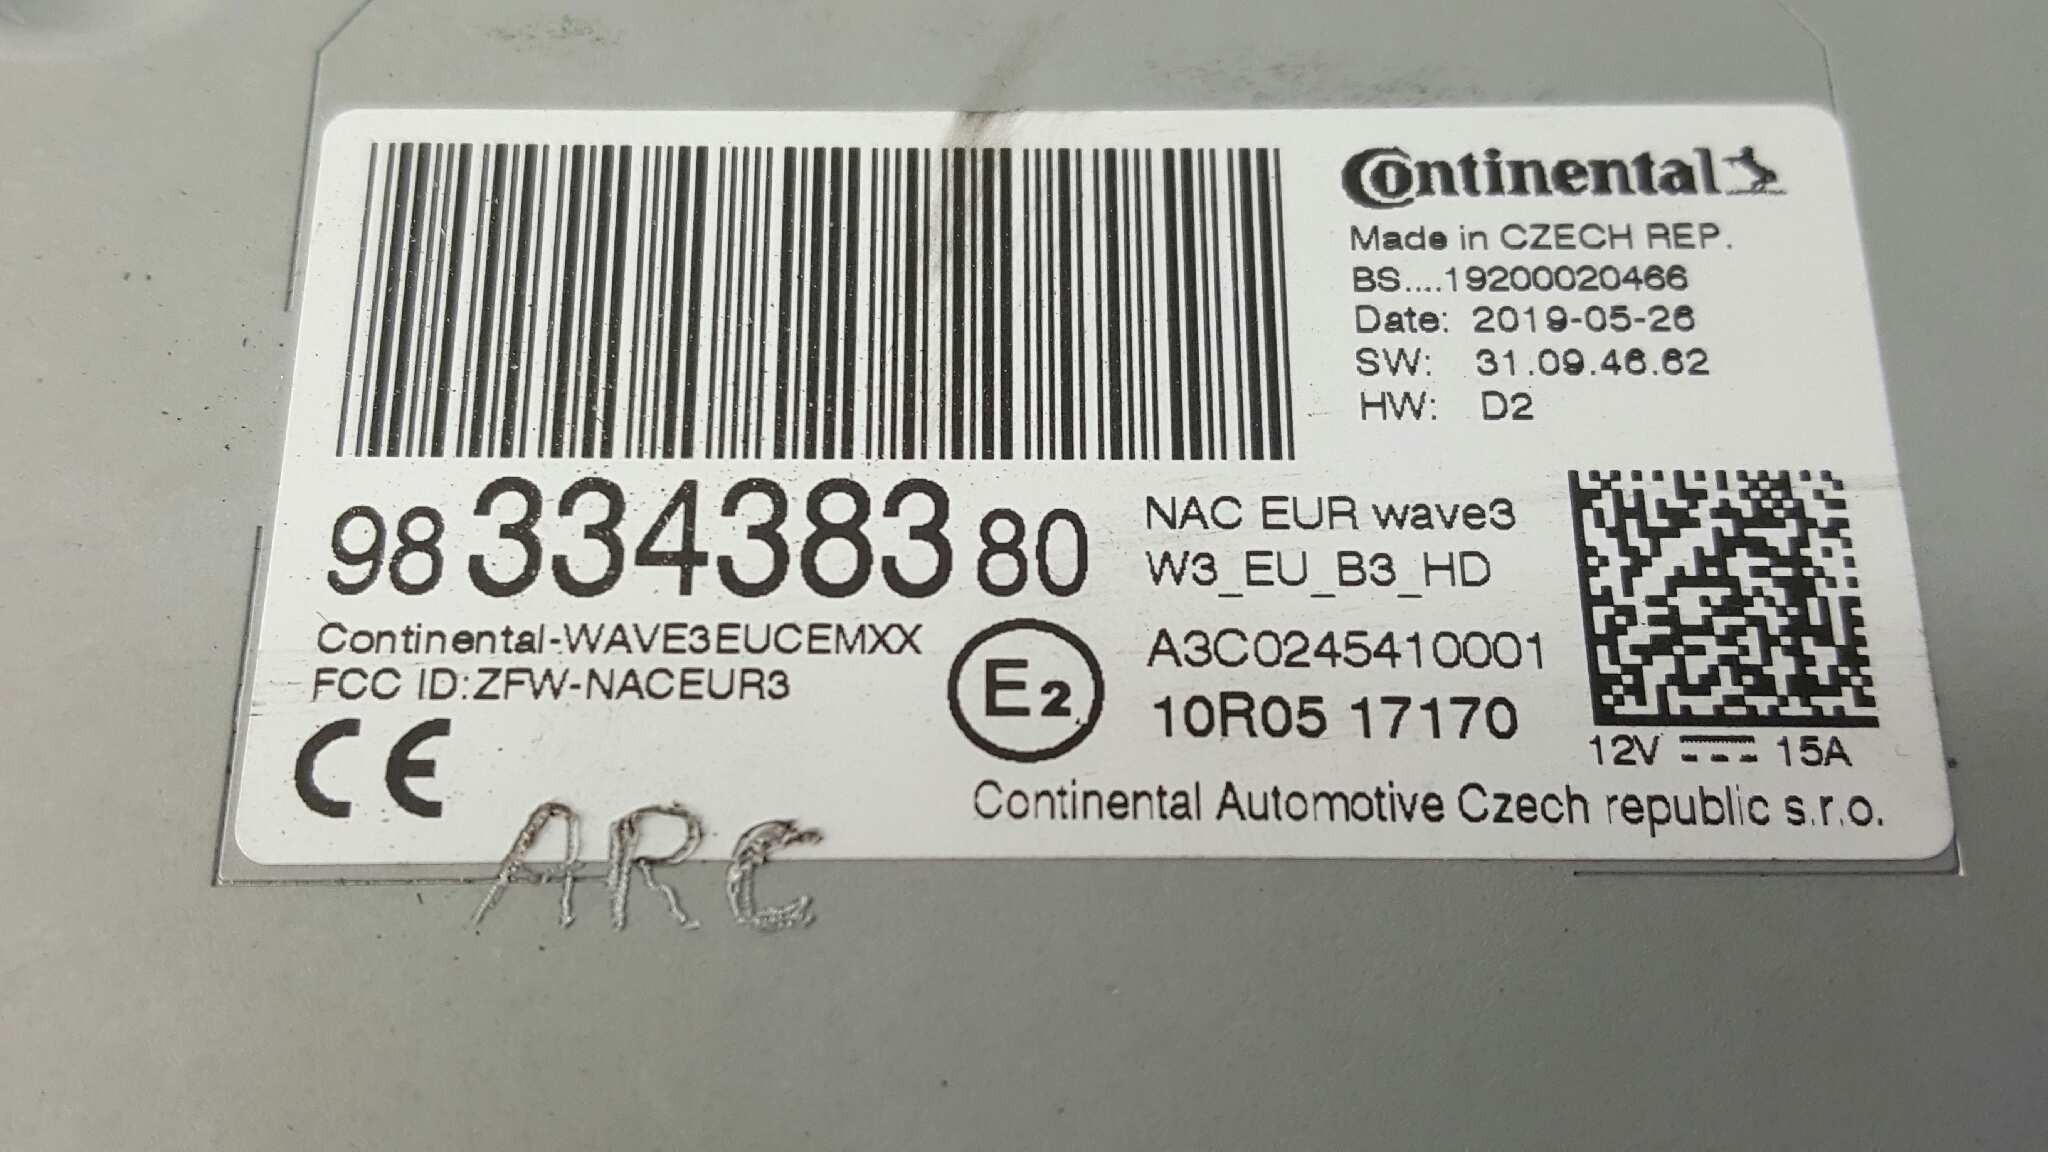 Continental
Made in CZECH REP.
BS....19200020466
Date: 2019-05-26
SW: 31.09.46.62
HW: D2
98 334383 80
NAC EUR wave3
W3_EU_B3_HD
Continental-WAVE3EUCEMXX
FCC ID:ZFW-NACEUR3
E2
A3C0245410001
10R05 17170
12V 15A
CE
Continental Automotive Czech republic s.r.o.
ARC